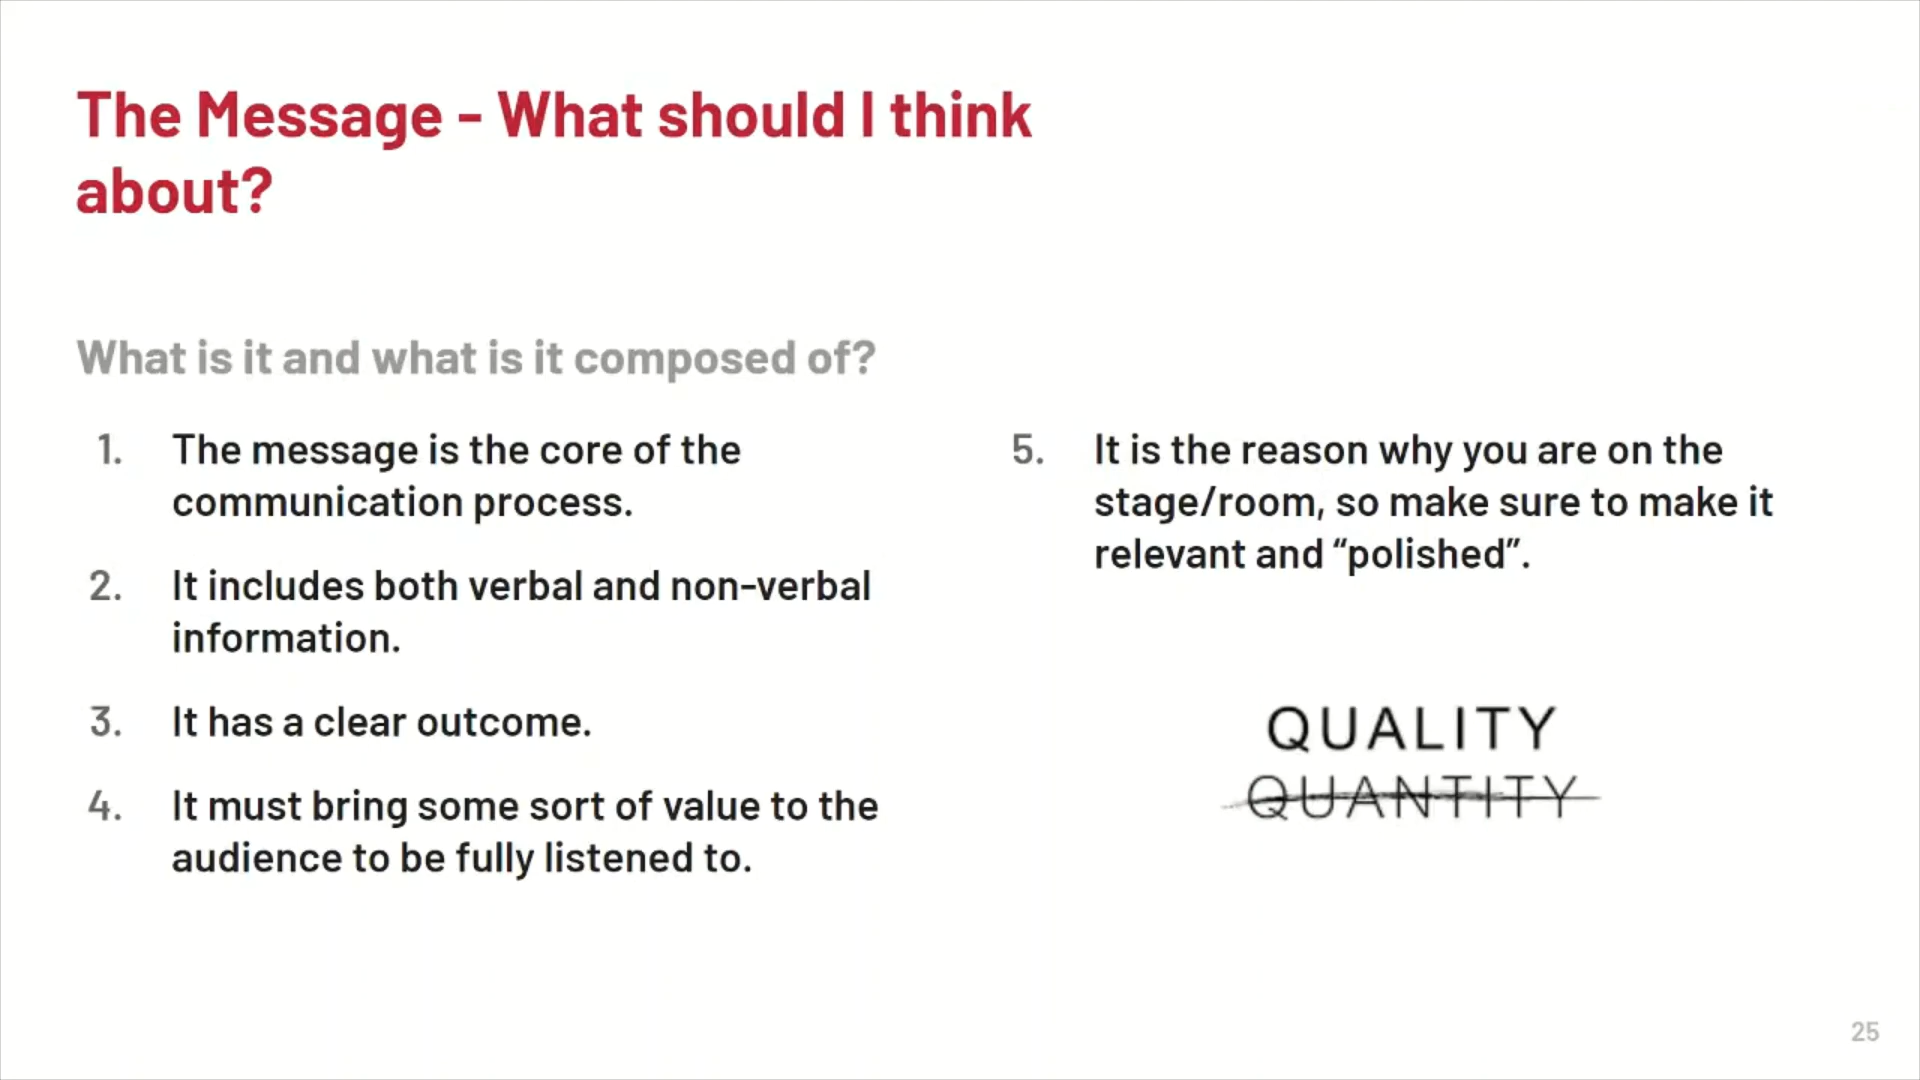 The Message - What should I think
about?
What is it and what is it composed of?
1. The message is the core of the
communication process.
2. It includes both verbal and non-verbal
information.
3. It has a clear outcome.
4. It must bring some sort of value to the
audience to be fully listened to.
5. It is the reason why you are on the
stage/room, so make sure to make it
relevant and “polished”.
QUALITY
QUANTITY
25